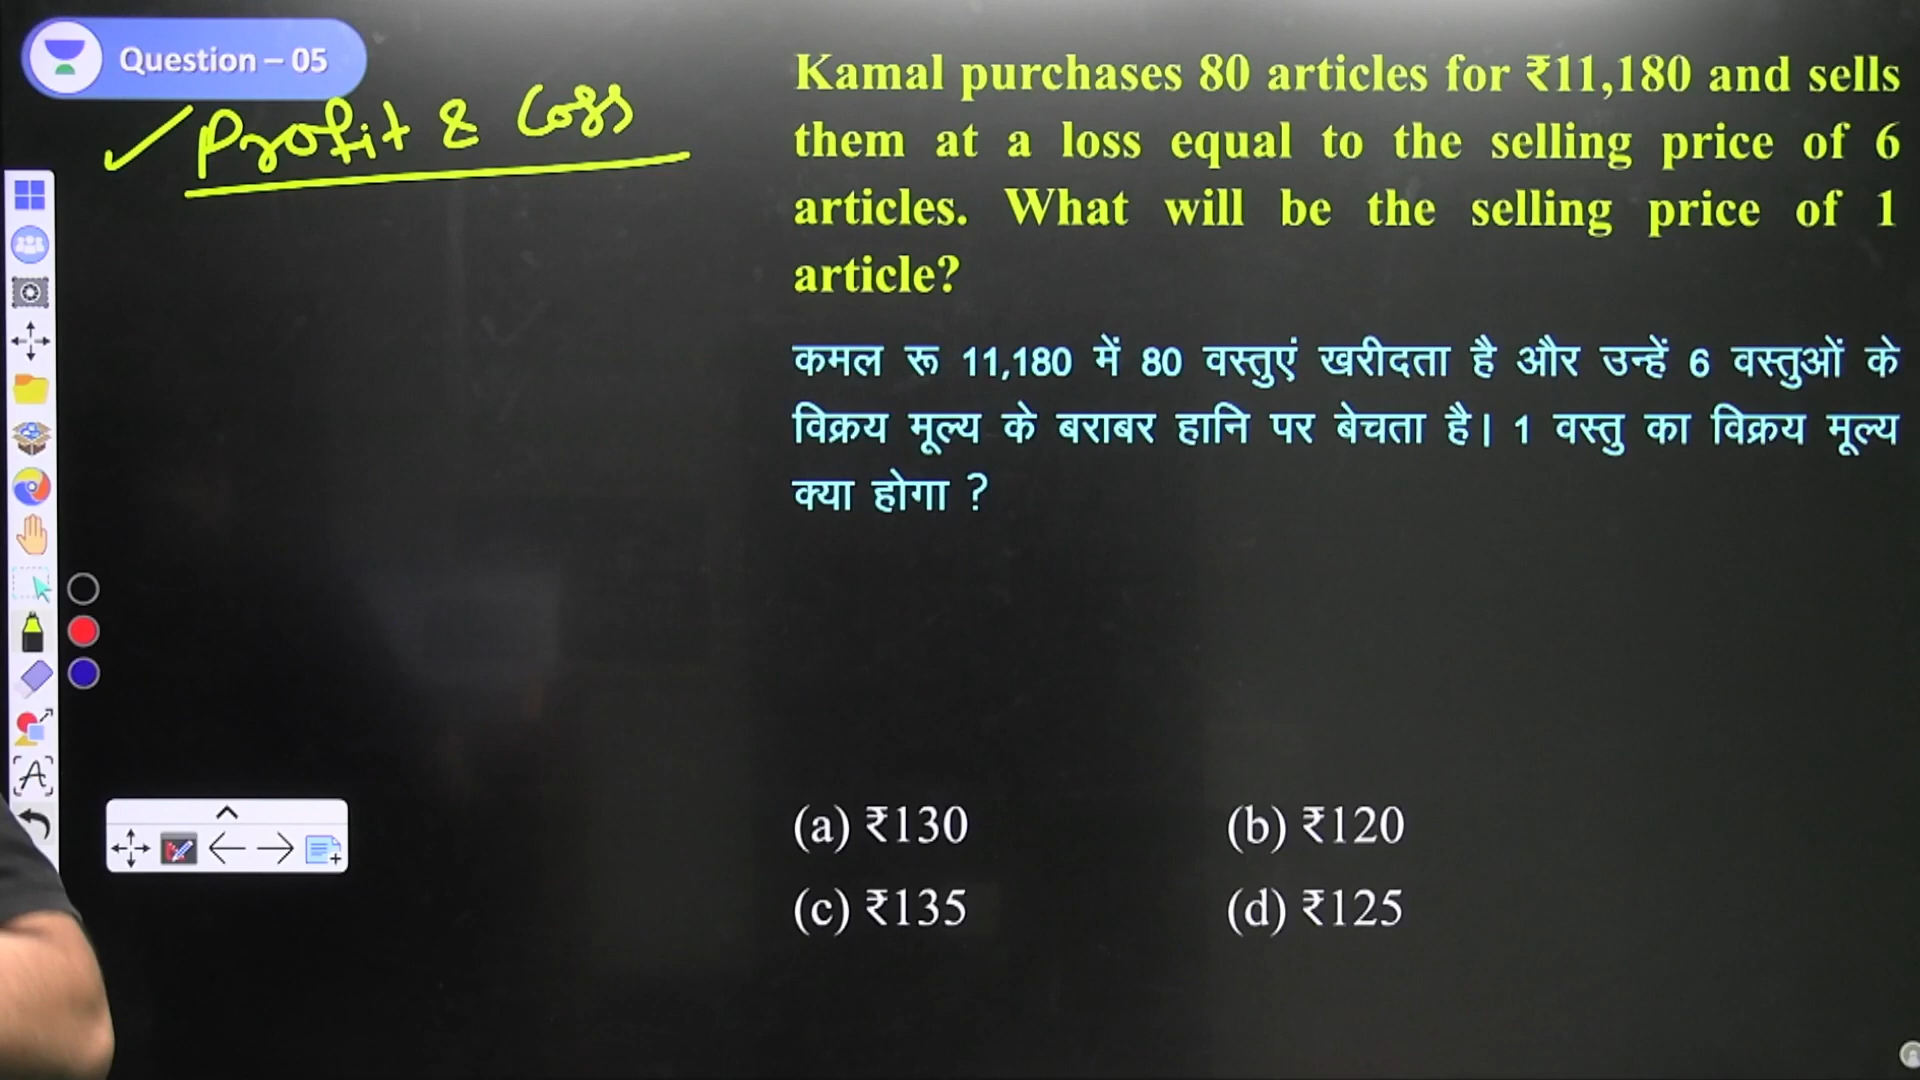 Question – 05
Profit & Loss
Kamal purchases 80 articles for ₹11,180 and sells
them at a loss equal to the selling price of 6
articles. What will be the selling price of 1
article?
कमल रू 11,180 में 80 वस्तुएं खरीदता है और उन्हें 6 वस्तुओं के
विक्रय मूल्य के बराबर हानि पर बेचता है| 1 वस्तु का विक्रय मूल्य
क्या होगा ?
(a) ₹130 (b) ₹120
(c) ₹135 (d) ₹125